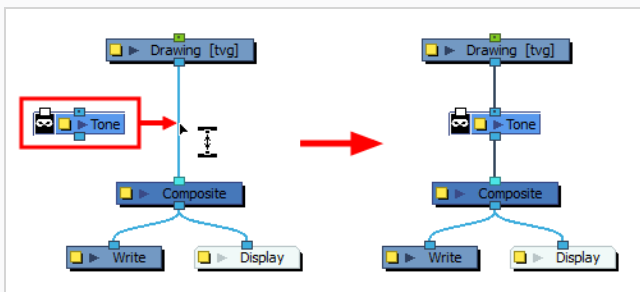 Drawing [tvg]
Tone
Composite
Write
Display
Drawing [tvg]
Tone
Composite
Write
Display